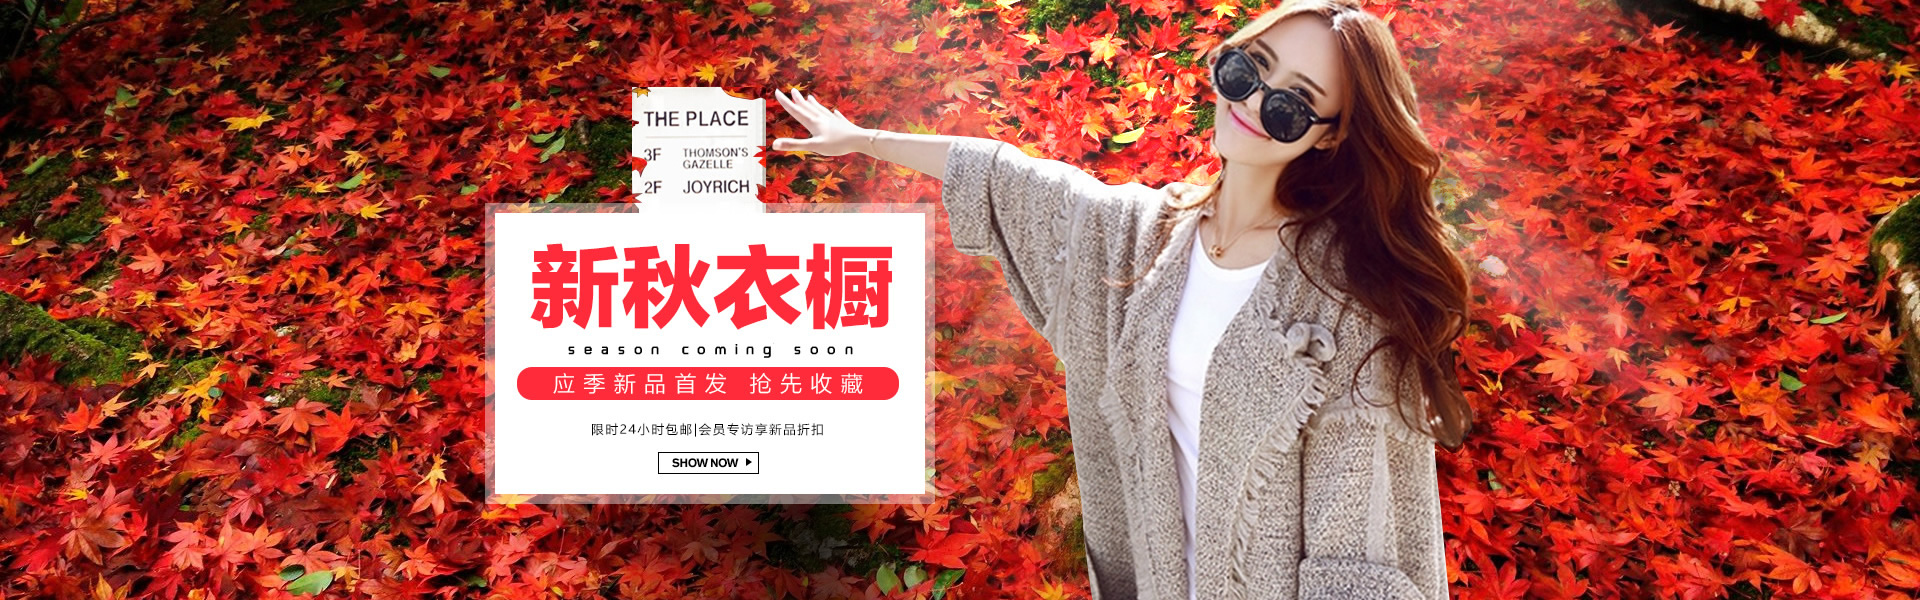 THE PLACE
3F THOMSON'S GAZELLE
2F JOYRICH
新秋衣橱
season coming soon
应季新品首发 抢先收藏
限时24小时包邮|会员专访享新品折扣
SHOW NOW